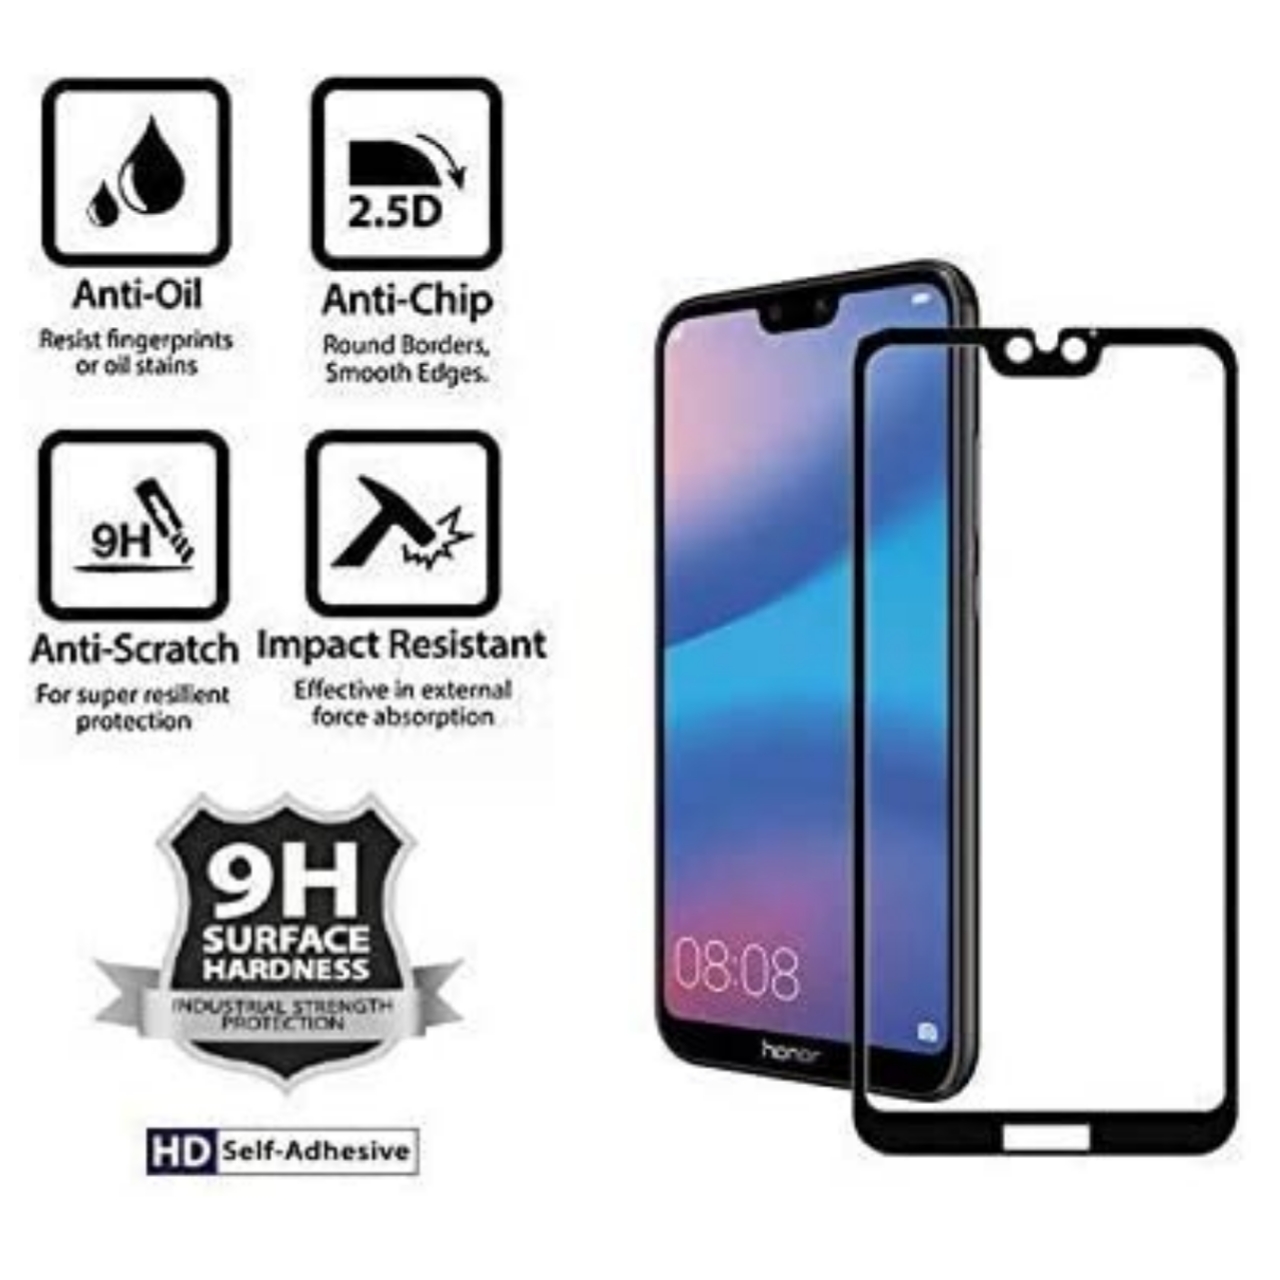 2.5D
Anti-Oil
Resist fingerprints
or oil stains
Anti-Chip
Round Borders,
Smooth Edges.
9H
Anti-Scratch
For super resilient
protection
Impact Resistant
Effective in external
force absorption
9H
SURFACE
HARDNESS
INDUSTRIAL STRENGTH
PROTECTION
HD Self-Adhesive
08:08
honor